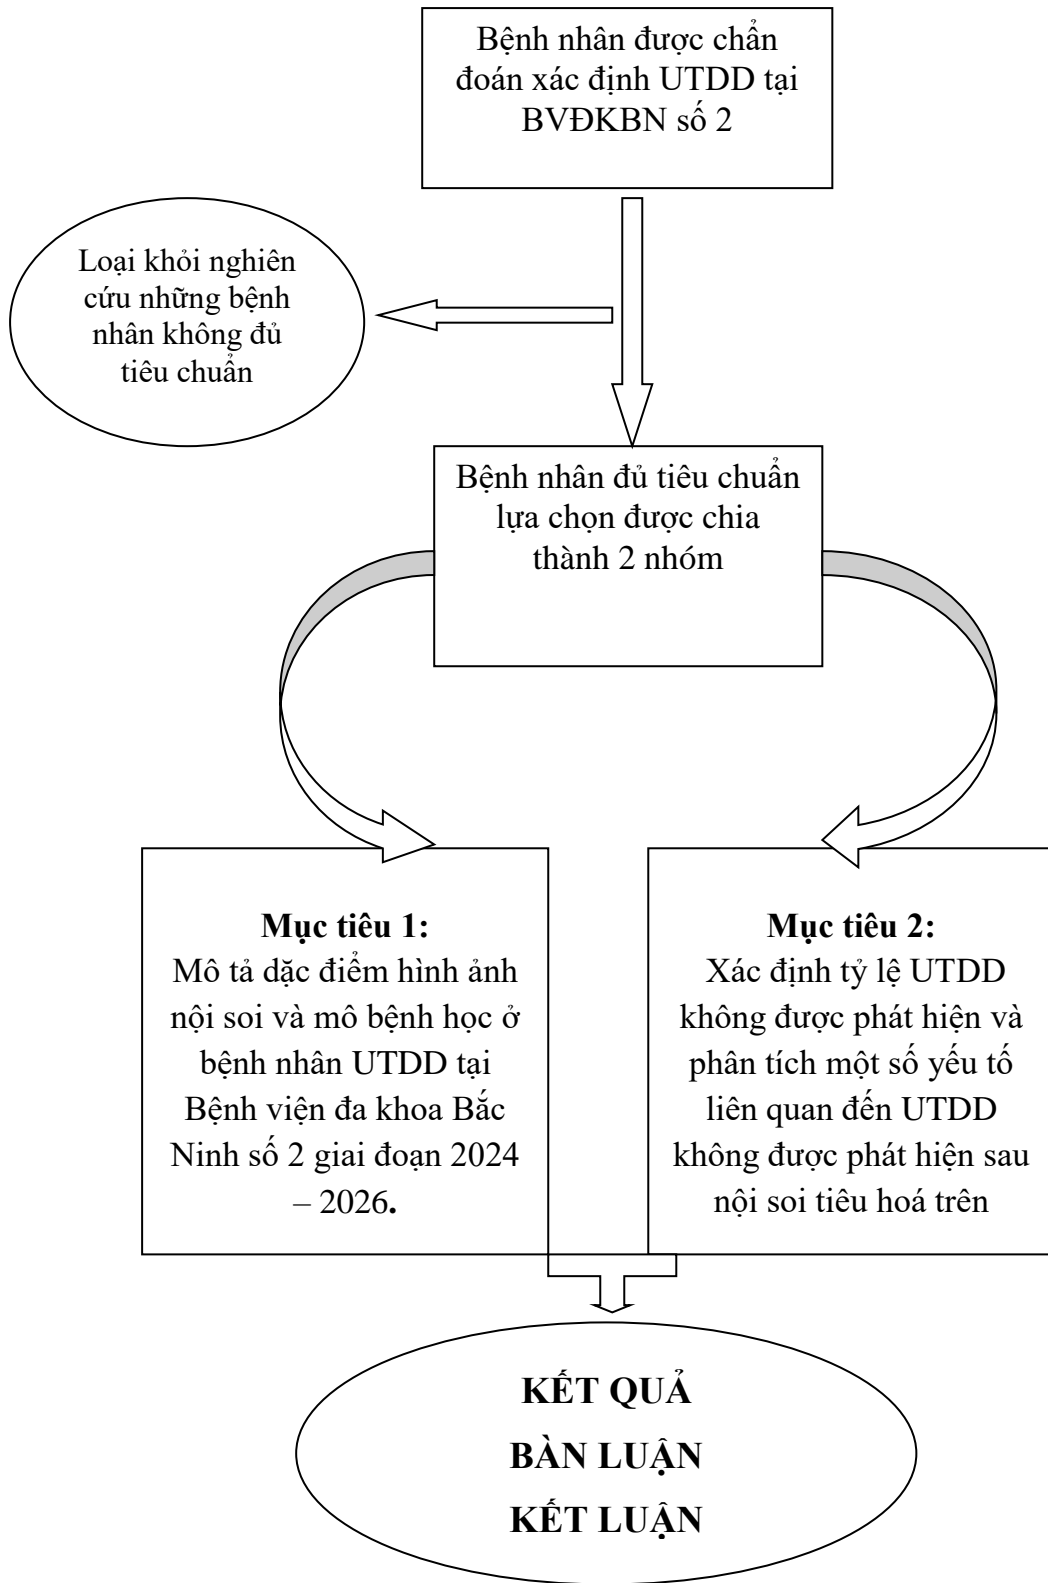 Bệnh nhân được chẩn
đoán xác định UTDD tại
BVĐKBN số 2
Loại khỏi nghiên
cứu những bệnh
nhân không đủ
tiêu chuẩn
Bệnh nhân đủ tiêu chuẩn
lựa chọn được chia
thành 2 nhóm
Mục tiêu 1:
Mô tả dặc điểm hình ảnh
nội soi và mô bệnh học ở
bệnh nhân UTDD tại
Bệnh viện đa khoa Bắc
Ninh số 2 giai đoạn 2024
– 2026.
Mục tiêu 2:
Xác định tỷ lệ UTDD
không được phát hiện và
phân tích một số yếu tố
liên quan đến UTDD
không được phát hiện sau
nội soi tiêu hoá trên
KẾT QUẢ
BÀN LUẬN
KẾT LUẬN